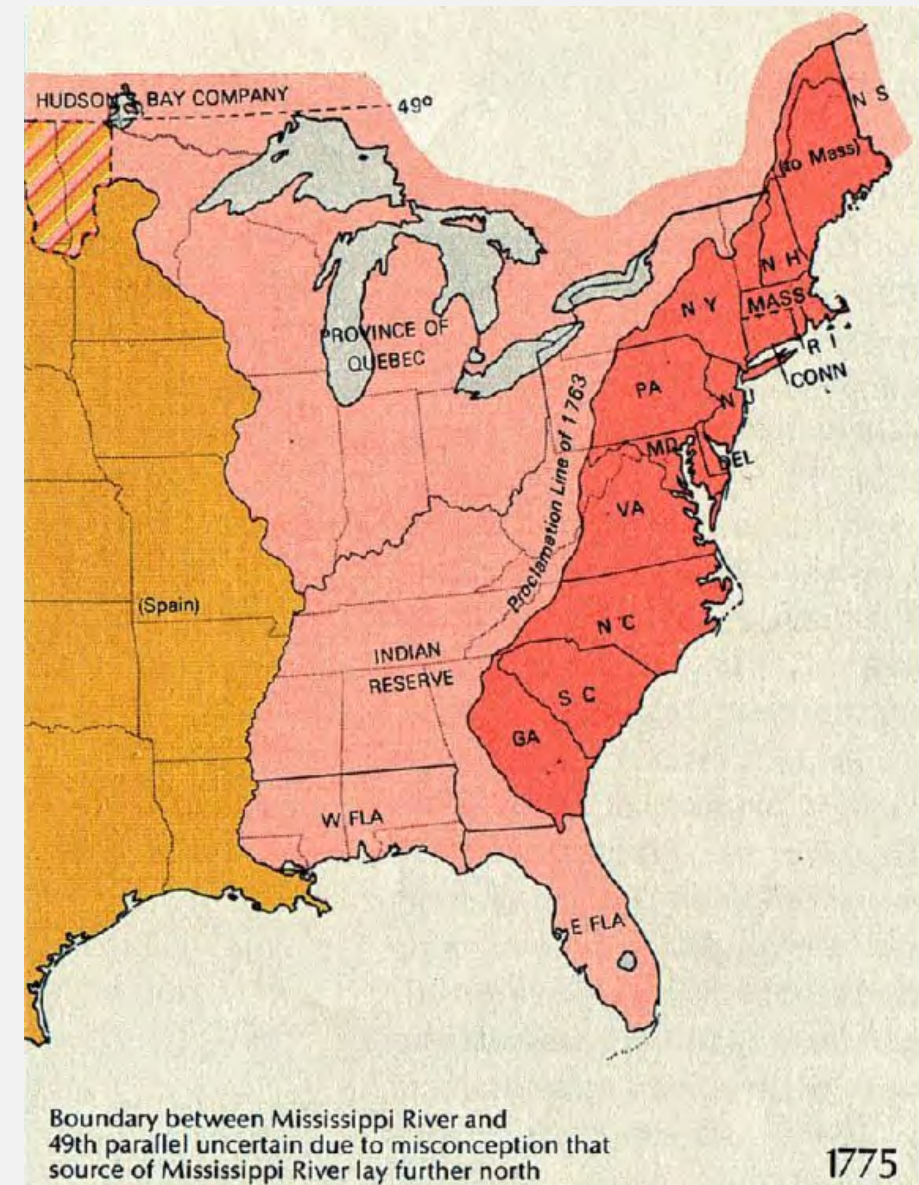 HUDSON'S BAY COMPANY
49°
N S
(to Mass)
N H
N Y
MASS
R I
CONN
PROVINCE OF
QUEBEC
PA
N J
Proclamation Line of 1763
MD
DEL
VA
(Spain)
N C
INDIAN
RESERVE
S C
GA
W FLA
E FLA
Boundary between Mississippi River and
49th parallel uncertain due to misconception that
source of Mississippi River lay further north
1775